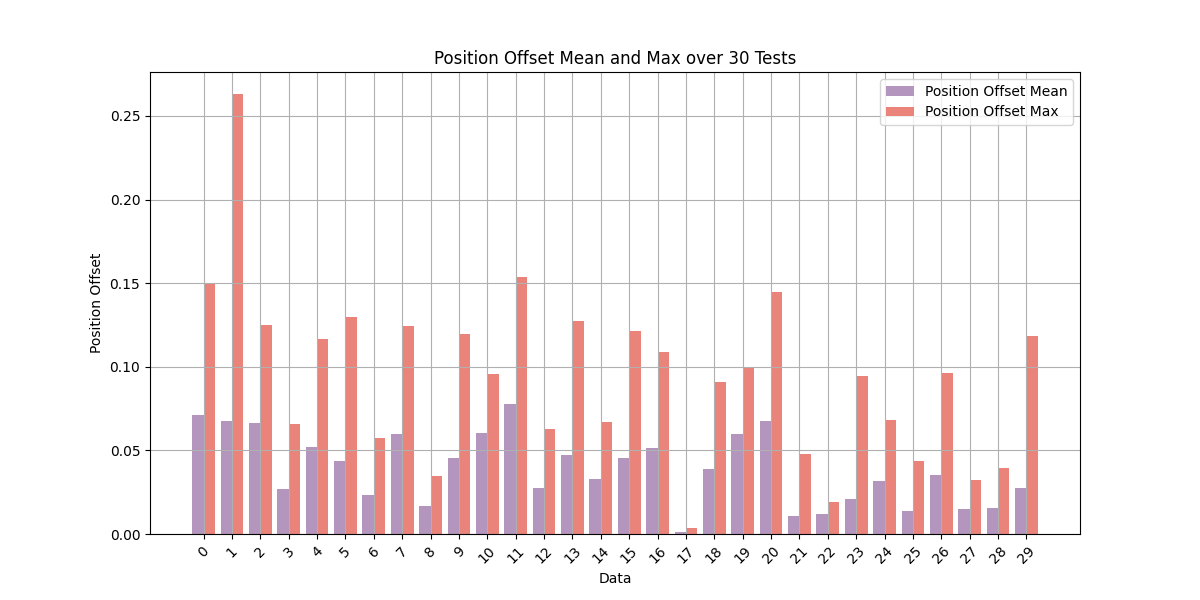 Position Offset Mean and Max over 30 Tests
Position Offset Mean
Position Offset Max
Position Offset
0.25
0.20
0.15
0.10
0.05
0.00
0 1 2 3 4 5 6 7 8 9 10 11 12 13 14 15 16 17 18 19 20 21 22 23 24 25 26 27 28 29
Data